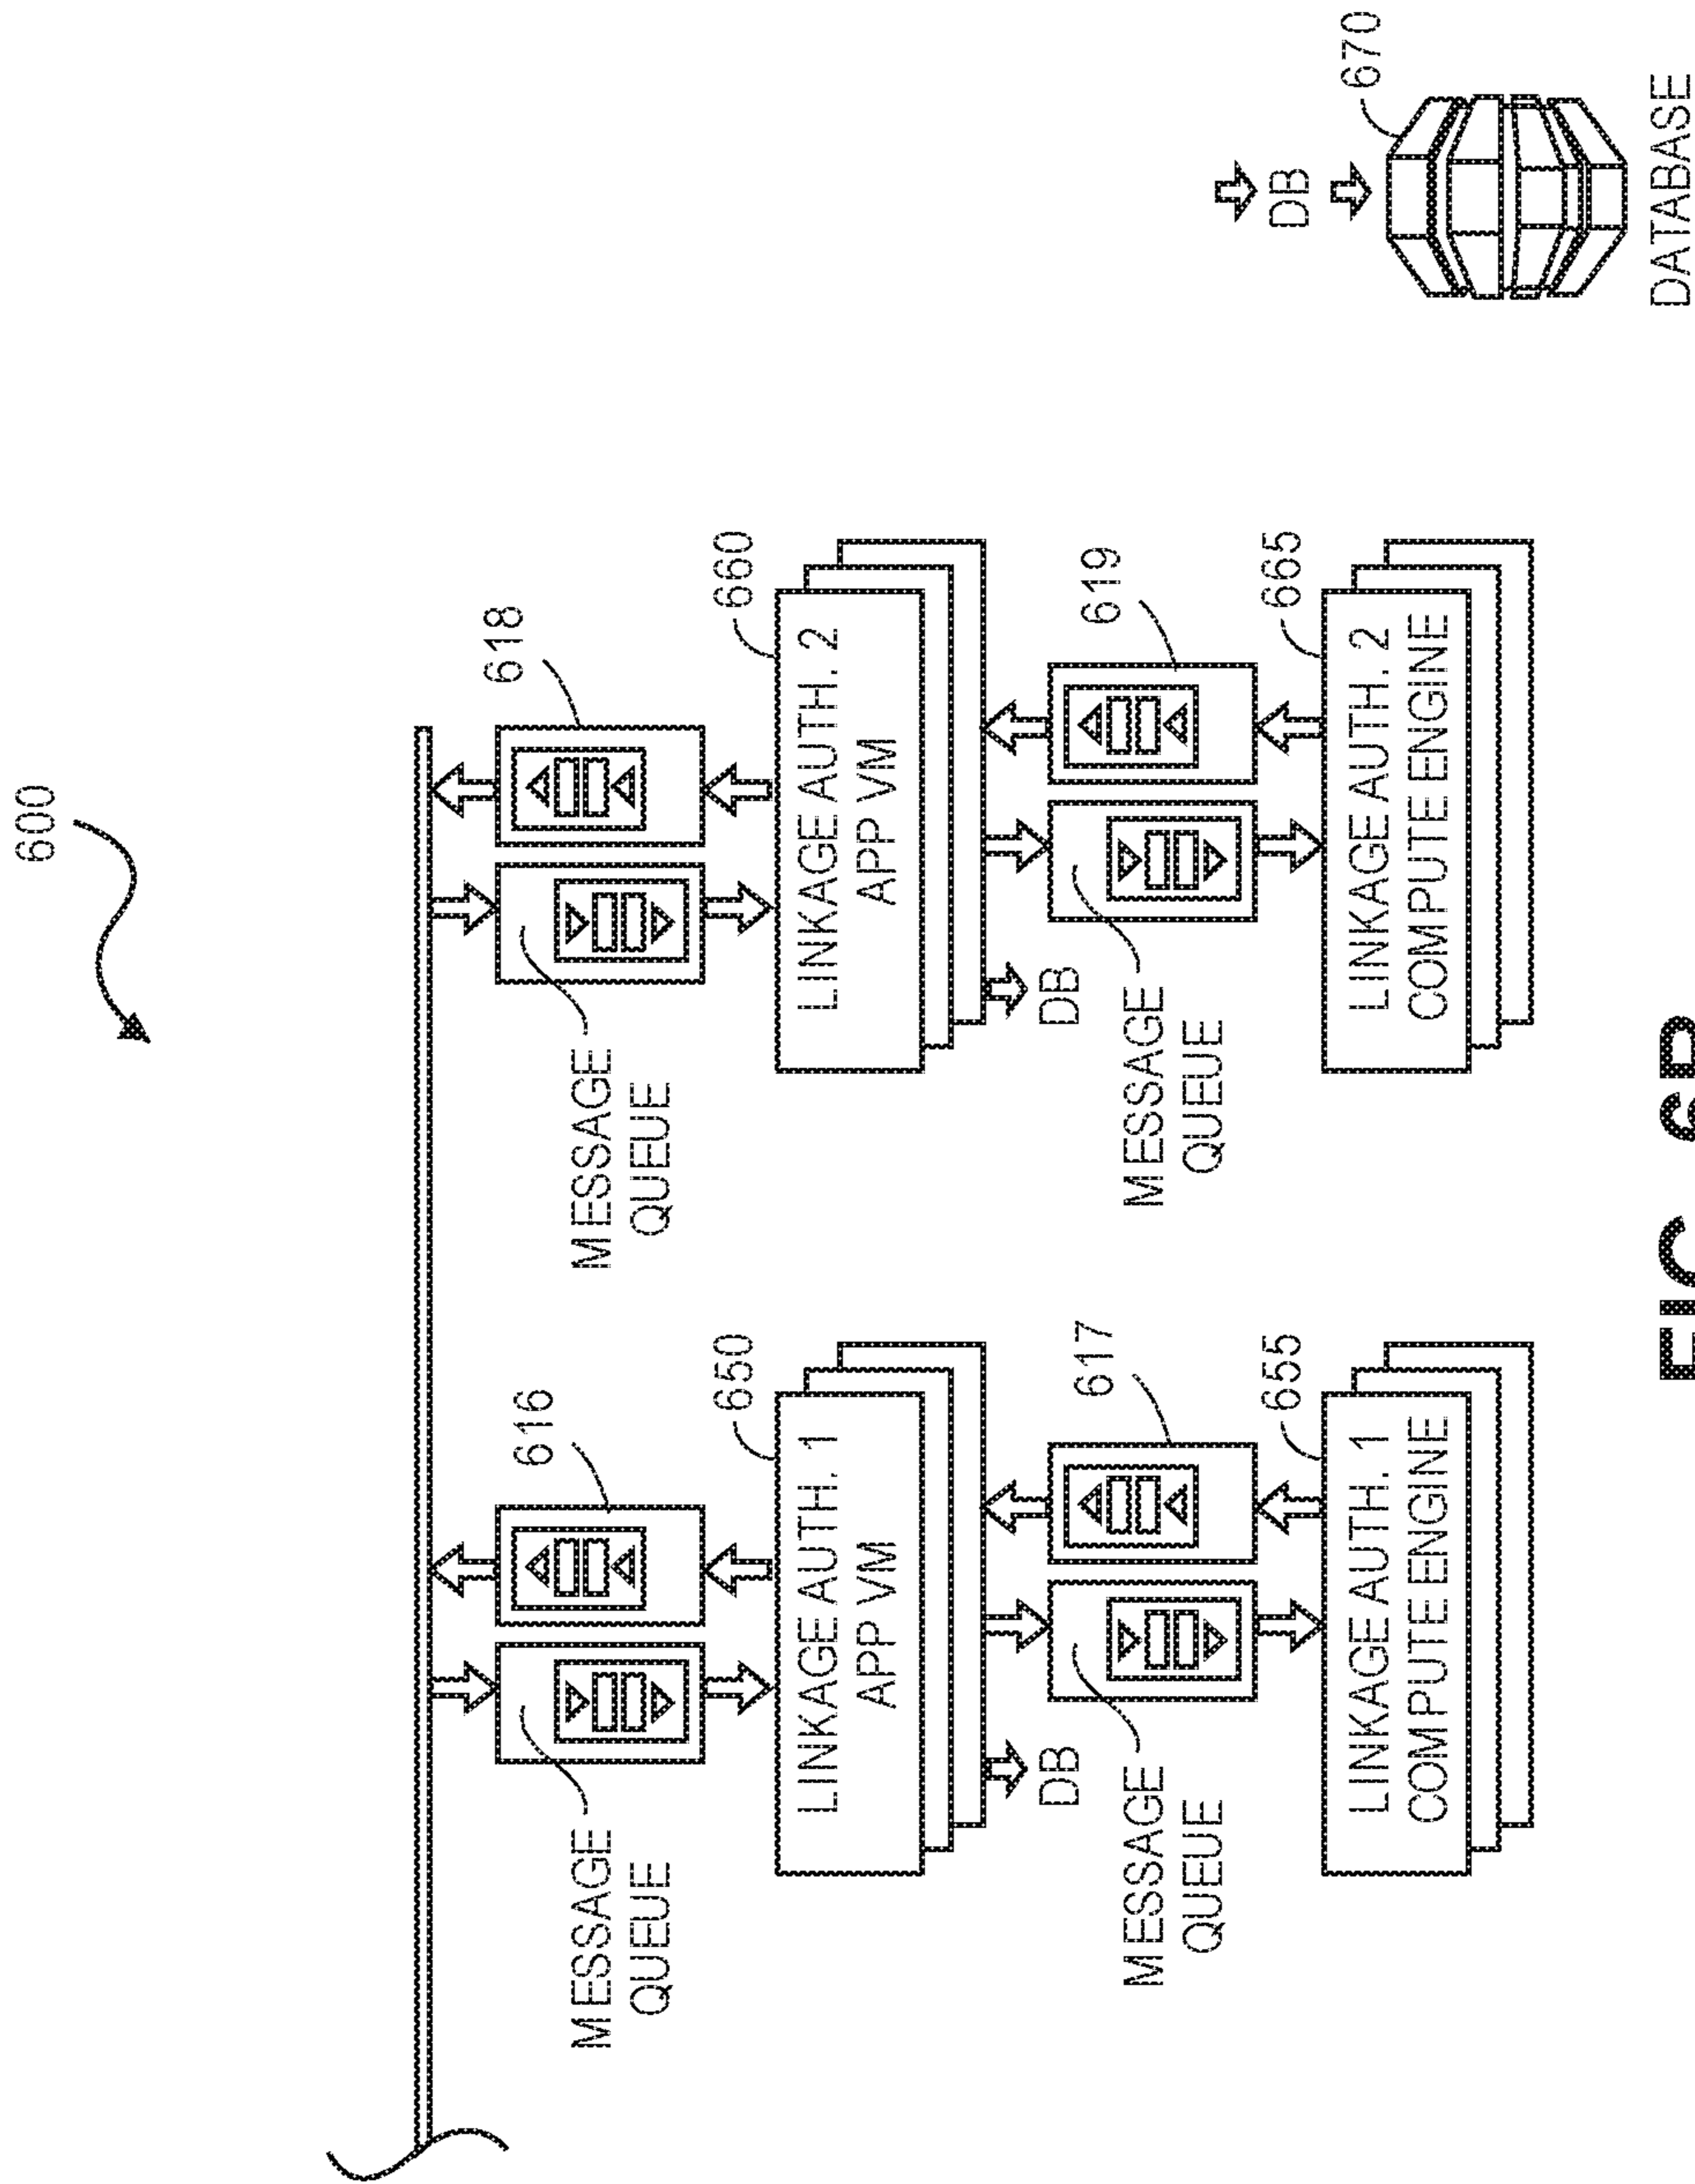 600
616
618
MESSAGE
QUEUE
MESSAGE
QUEUE
650
660
LINKAGE AUTH. 1
APP VM
LINKAGE AUTH. 2
APP VM
DB
DB
617
619
MESSAGE
QUEUE
MESSAGE
QUEUE
655
665
LINKAGE AUTH. 1
COMPUTE ENGINE
LINKAGE AUTH. 2
COMPUTE ENGINE
DB
670
DATABASE